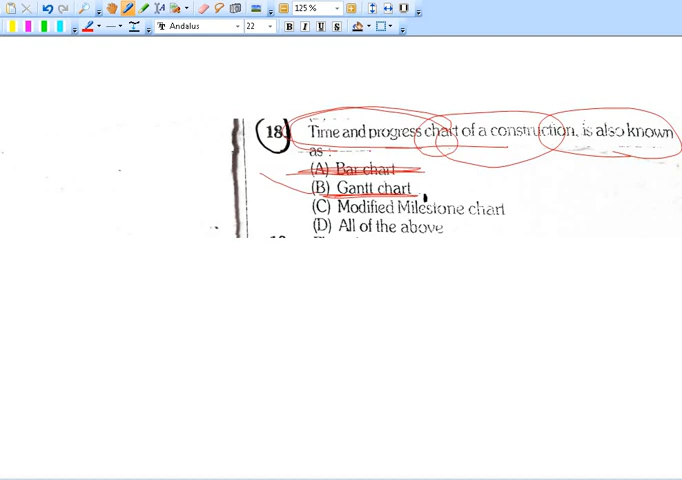 125 %
Andalus 22 B I U S
18. Time and progress chart of a construction, is also known
as :
(A) Bar chart
(B) Gantt chart
(C) Modified Milestone chart
(D) All of the above